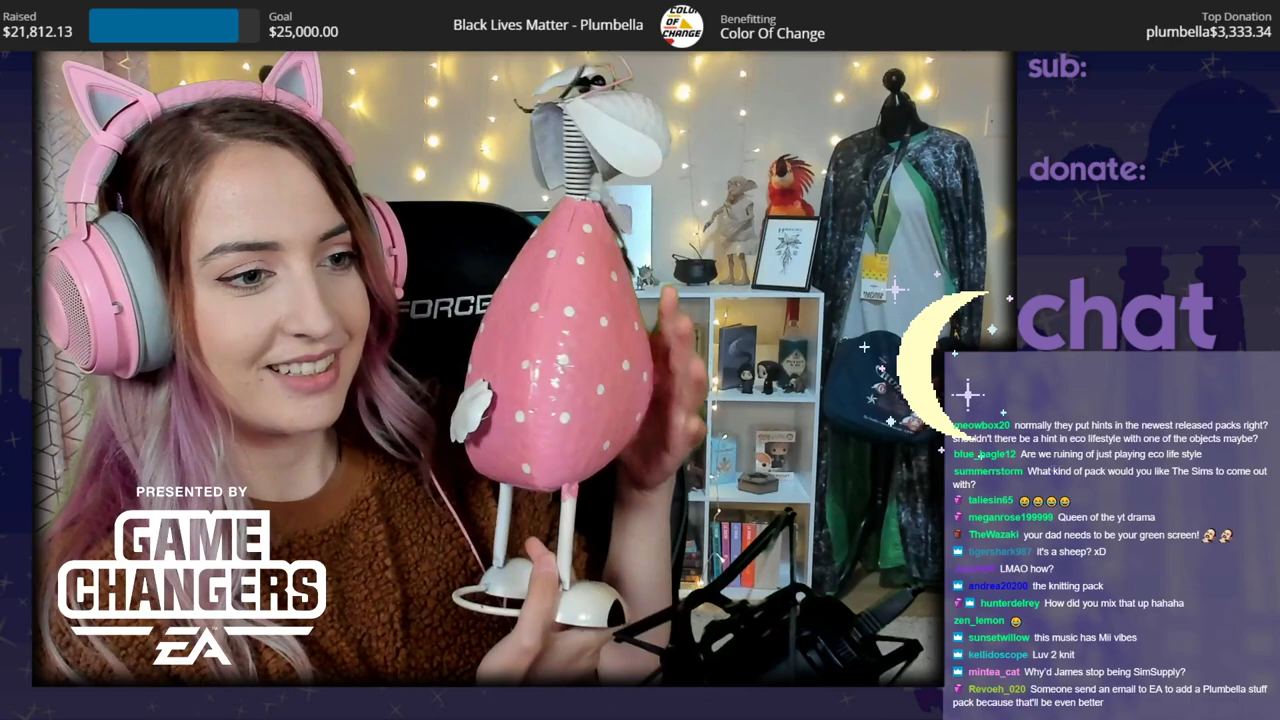 Raised
$21,812.13
Goal
$25,000.00
Black Lives Matter - Plumbella
COLOR
OF
CHANGE
Benefitting
Color Of Change
Top Donation
plumbella$3,333.34
sub:
donate:
chat
FORCE
PRESENTED BY
GAME
CHANGERS
EA
meowbox20 normally they put hints in the newest released packs right?
shouldn't there be a hint in eco lifestyle with one of the objects maybe?
blue_bagle12 Are we ruining of just playing eco life style
summerrstorm What kind of pack would you like The Sims to come out
with?
taliesin65
meganrose199999 Queen of the yt drama
TheWazaki your dad needs to be your green screen!
tigershark987 it's a sheep? xD
LMAO how?
andrea20200 the knitting pack
hunterdelrey How did you mix that up hahaha
zen_lemon
sunsetwillow this music has Mii vibes
kellidoscope Luv 2 knit
mintea_cat Why'd James stop being SimSupply?
Revoeh_020 Someone send an email to EA to add a Plumbella stuff
pack because that'll be even better